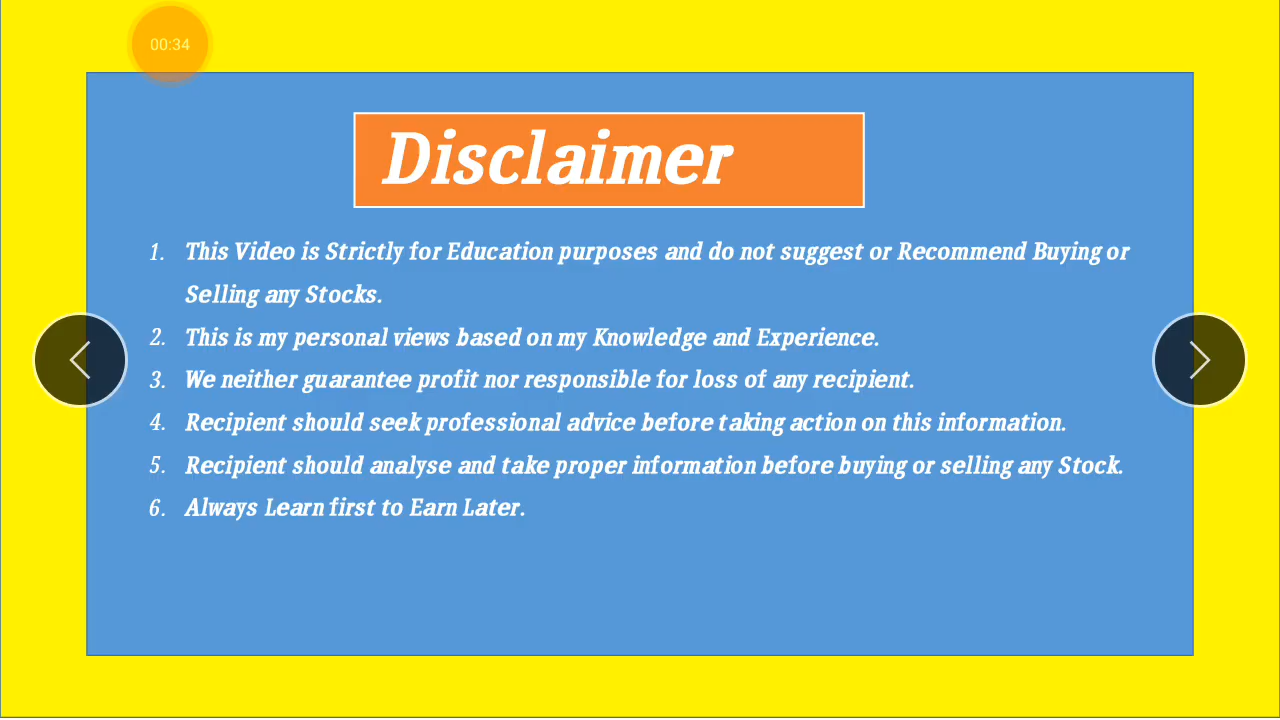 00:34
Disclaimer
1. This Video is Strictly for Education purposes and do not suggest or Recommend Buying or
Selling any Stocks.
2. This is my personal views based on my Knowledge and Experience.
3. We neither guarantee profit nor responsible for loss of any recipient.
4. Recipient should seek professional advice before taking action on this information.
5. Recipient should analyse and take proper information before buying or selling any Stock.
6. Always Learn first to Earn Later.